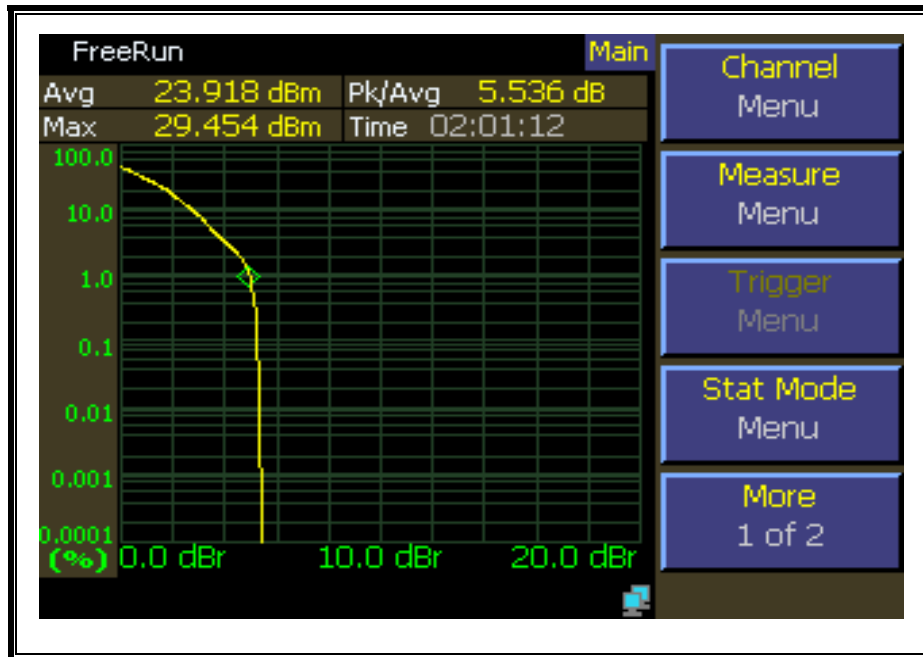 FreeRun Main
Avg 23.918 dBm Pk/Avg 5.536 dB
Max 29.454 dBm Time 02:01:12
100.0
10.0
1.0
0.1
0.01
0.001
0.0001
(%) 0.0 dBr 10.0 dBr 20.0 dBr
Channel
Menu
Measure
Menu
Trigger
Menu
Stat Mode
Menu
More
1 of 2